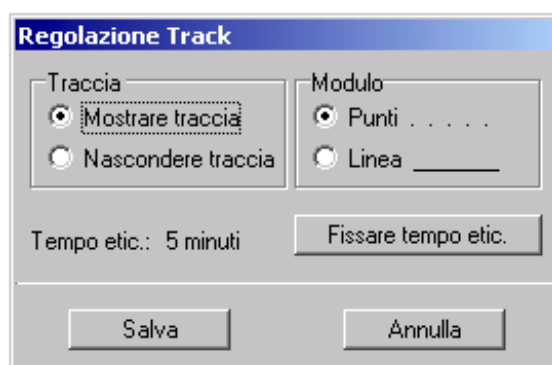 Regolazione Track
Traccia
Mostrare traccia
Nascondere traccia
Modulo
Punti . . . . .
Linea ______
Tempo etic.: 5 minuti
Fissare tempo etic.
Salva
Annulla